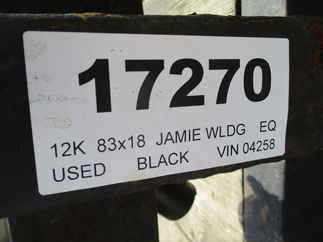 17270
12K 83x18 JAMIE WLDG EQ
USED BLACK VIN 04258